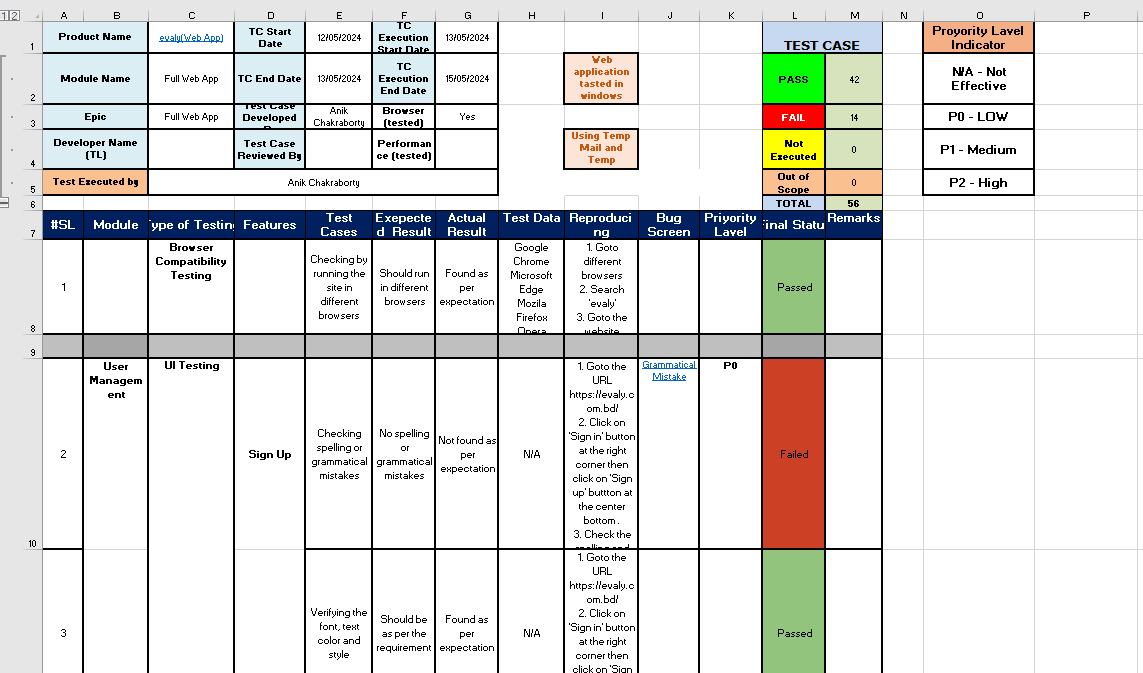 1 2
A B C D E F G H I J K L M N O P
1
Product Name
evaly(Web App)
TC Start
Date
12/05/2024
TC
Execution
Start Date
13/05/2024
TEST CASE
Proyority Lavel
Indicator
2
Module Name
Full Web App
TC End Date
13/05/2024
TC
Execution
End Date
15/05/2024
Web
application
tasted in
windows
PASS
42
N/A - Not
Effective
3
Epic
Full Web App
Test Case
Developed
Anik
Chakraborty
Browser
(tested)
Yes
FAIL
14
P0 - LOW
4
Developer Name
(TL)
Test Case
Reviewed By
Performan
ce (tested)
Using Temp
Mail and
Temp
Not
Executed
0
P1 - Medium
5
Test Executed by
Anik Chakraborty
Out of
Scope
0
P2 - High
6
TOTAL
56
7
#SL
Module
Type of Testing
Features
Test
Cases
Expecte
d Result
Actual
Result
Test Data
Reproduci
ng
Bug
Screen
Priyority
Lavel
Final Statu
Remarks
8
1
Browser
Compatibility
Testing
Checking by
running the
site in
different
browsers
Should run
in different
browsers
Found as
per
expectation
Google
Chrome
Microsoft
Edge
Mozila
Firefox
Opera
1. Goto
different
browsers
2. Search
'evaly'
3. Goto the
website
Passed
9
10
2
User
Managem
ent
UI Testing
Sign Up
Checking
spelling or
grammatical
mistakes
No spelling
or
grammatical
mistakes
Not found as
per
expectation
N/A
1. Goto the
URL
https://evaly.c
om.bd/
2. Click on
'Sign in' button
at the right
corner then
click on 'Sign
up' buttton at
the center
bottom .
3. Check the
spelling and
Grammatical
Mistake
P0
Failed
3
Verifying the
font, text
color and
style
Should be
as per the
requirement
Found as
per
expectation
N/A
1. Goto the
URL
https://evaly.c
om.bd/
2. Click on
'Sign in' button
at the right
corner then
click on 'Sign
Passed